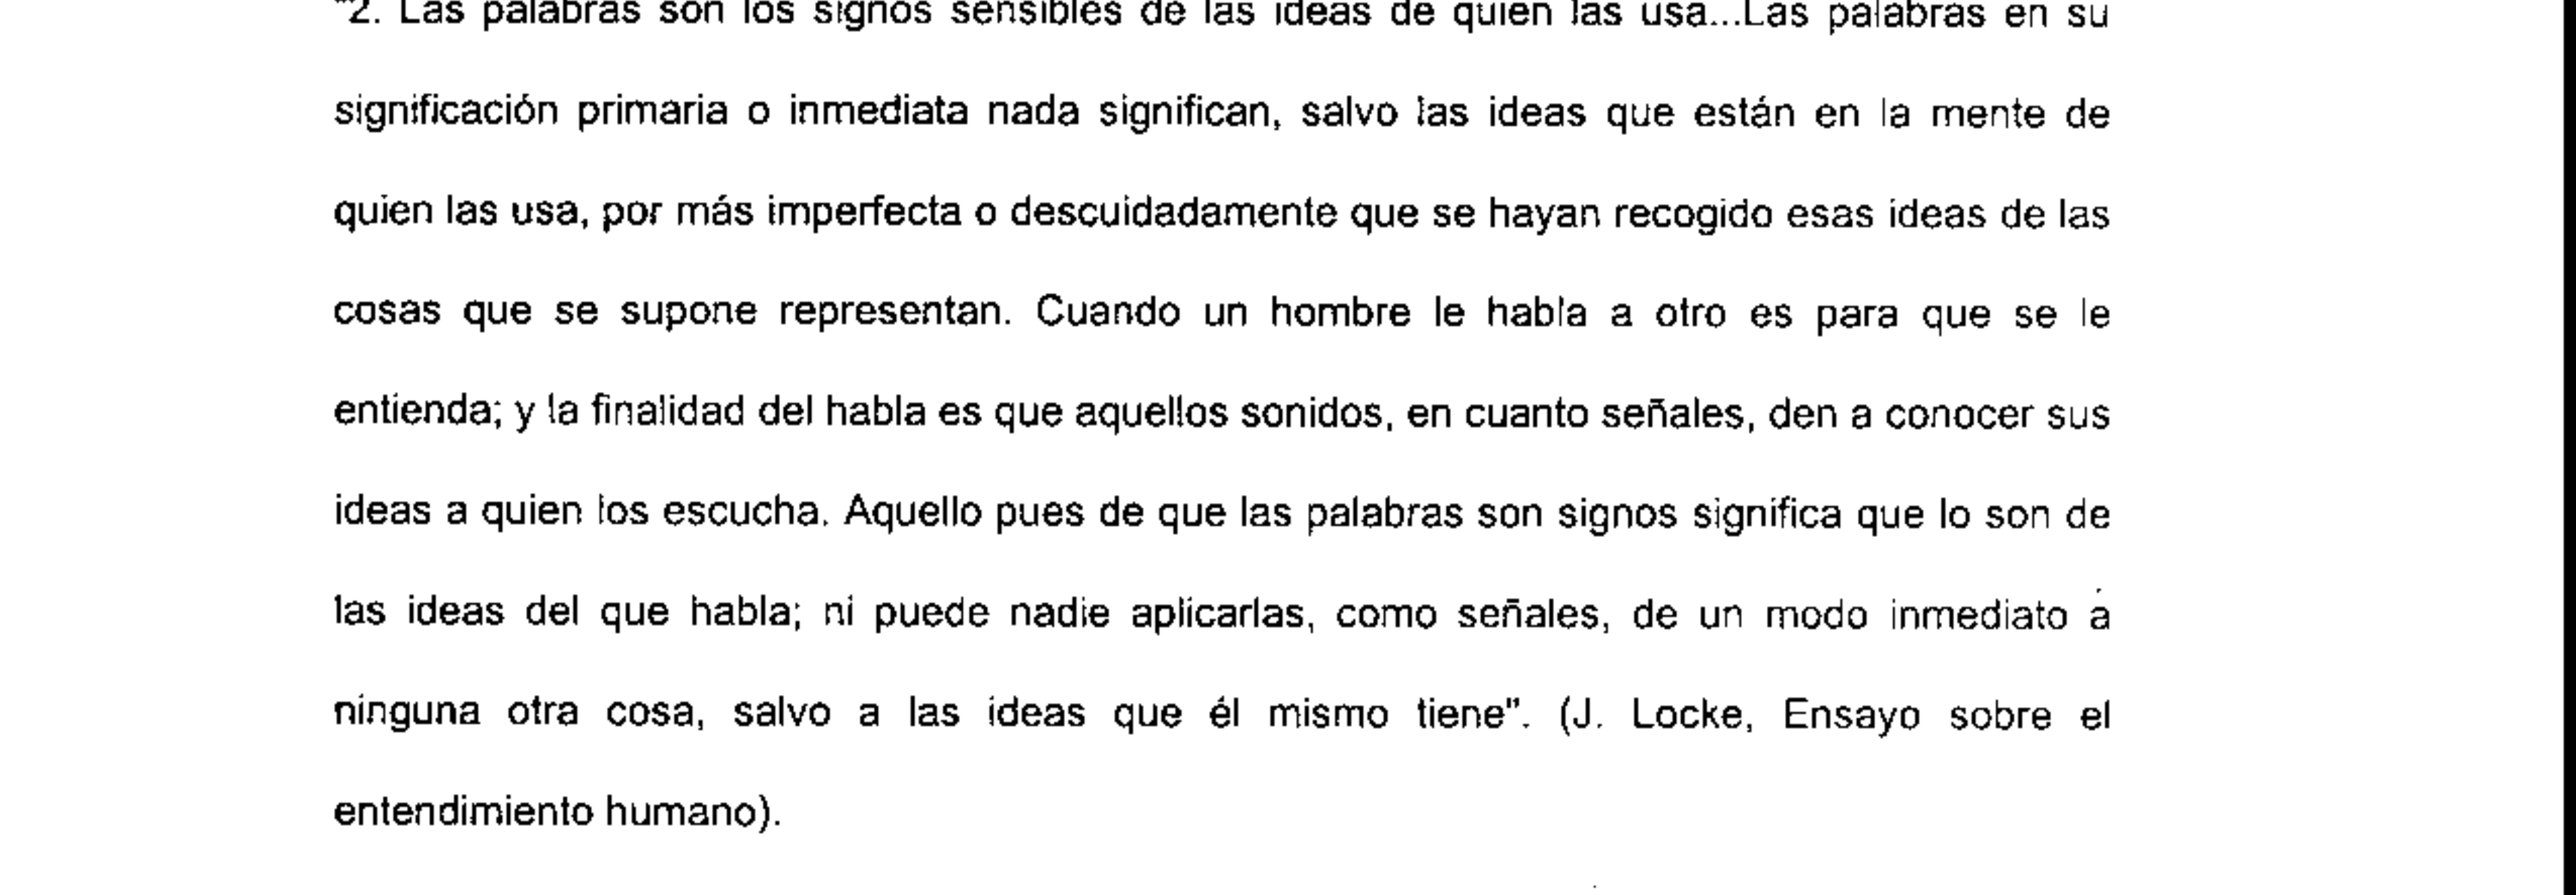 "2. Las palabras son los signos sensibles de las ideas de quien las usa...Las palabras en su
significación primaria o inmediata nada significan, salvo las ideas que están en la mente de
quien las usa, por más imperfecta o descuidadamente que se hayan recogido esas ideas de las
cosas que se supone representan. Cuando un hombre le habla a otro es para que se le
entienda; y la finalidad del habla es que aquellos sonidos, en cuanto señales, den a conocer sus
ideas a quien los escucha. Aquello pues de que las palabras son signos significa que lo son de
las ideas del que habla; ni puede nadie aplicarlas, como señales, de un modo inmediato a
ninguna otra cosa, salvo a las ideas que él mismo tiene". (J. Locke, Ensayo sobre el
entendimiento humano).